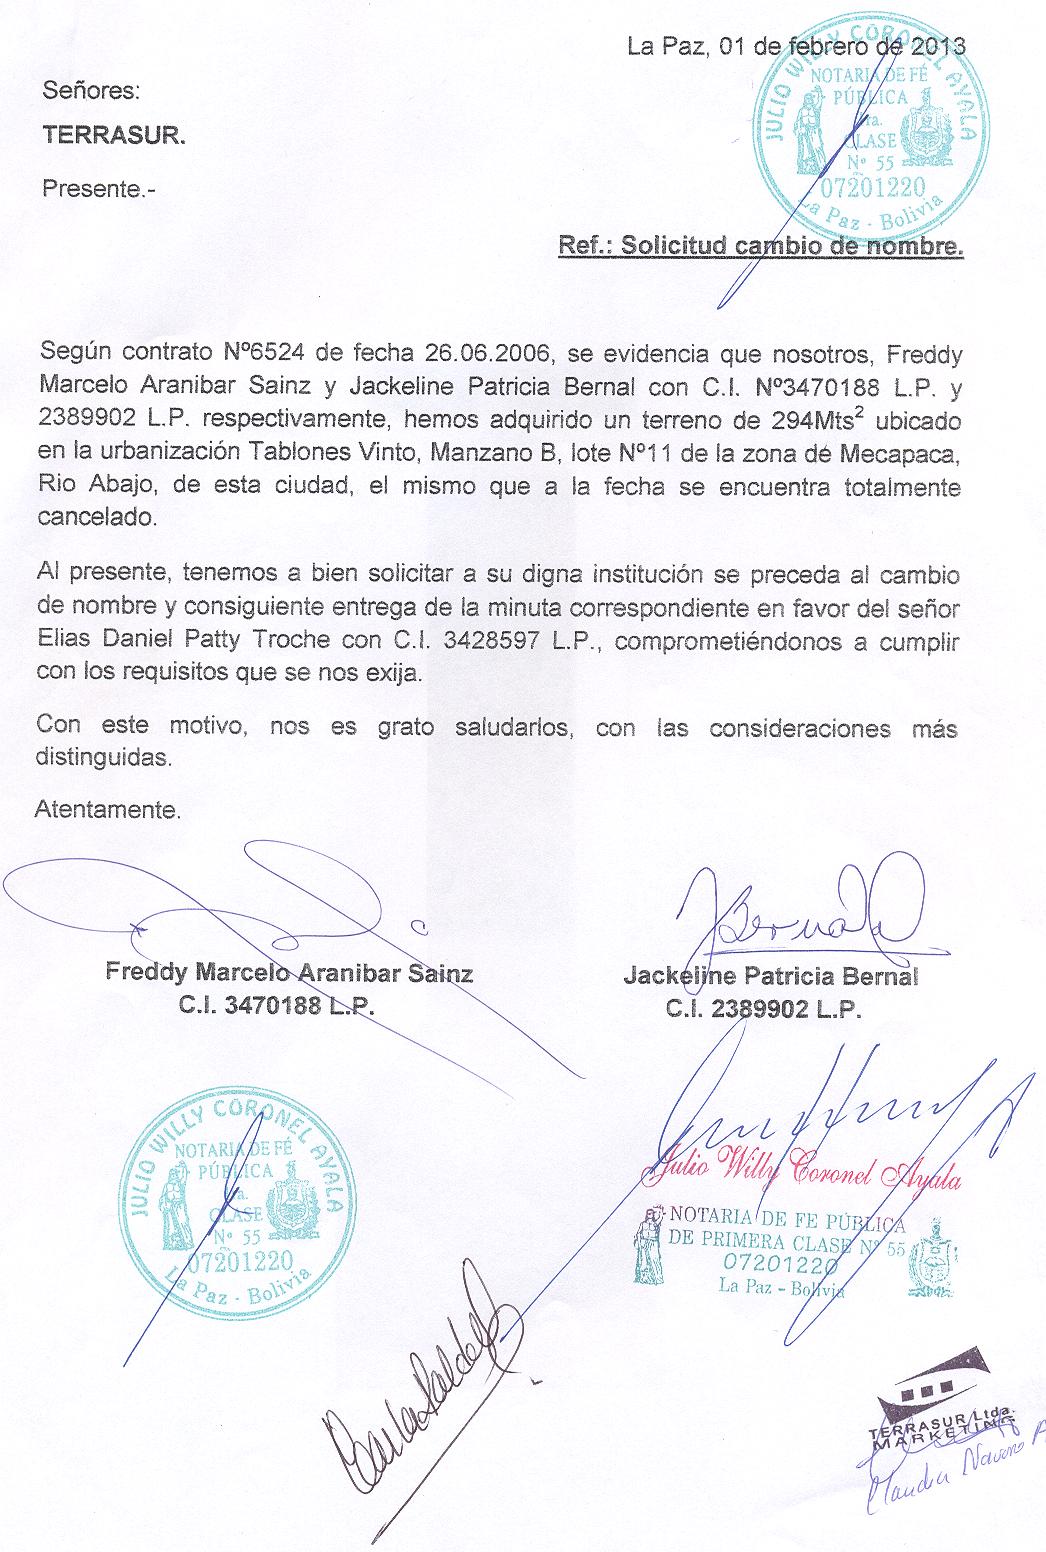 La Paz, 01 de febrero de 2013
JULIO WILLY CORONEL AYALA
NOTARIA DE FÉ
PÚBLICA
1ra.
CLASE
Nº 55
07201220
La Paz - Bolivia
Señores:
TERRASUR.
Presente.-
Ref.: Solicitud cambio de nombre.
Según contrato Nº6524 de fecha 26.06.2006, se evidencia que nosotros, Freddy
Marcelo Aranibar Sainz y Jackeline Patricia Bernal con C.I. Nº3470188 L.P. y
2389902 L.P. respectivamente, hemos adquirido un terreno de 294Mts² ubicado
en la urbanización Tablones Vinto, Manzano B, lote Nº11 de la zona de Mecapaca,
Rio Abajo, de esta ciudad, el mismo que a la fecha se encuentra totalmente
cancelado.
Al presente, tenemos a bien solicitar a su digna institución se preceda al cambio
de nombre y consiguiente entrega de la minuta correspondiente en favor del señor
Elias Daniel Patty Troche con C.I. 3428597 L.P., comprometiéndonos a cumplir
con los requisitos que se nos exija.
Con este motivo, nos es grato saludarlos, con las consideraciones más
distinguidas.
Atentamente.
JBernal
Freddy Marcelo Aranibar Sainz
C.I. 3470188 L.P.
Jackeline Patricia Bernal
C.I. 2389902 L.P.
JULIO WILLY CORONEL AYALA
NOTARIA DE FÉ
PÚBLICA
1ra.
CLASE
Nº 55
07201220
La Paz - Bolivia
Julio Willy Coronel Ayala
NOTARIA DE FE PÚBLICA
DE PRIMERA CLASE Nº 55
07201220
La Paz - Bolivia
TERRASUR Ltda.
MARKETING
Claudia Navarro